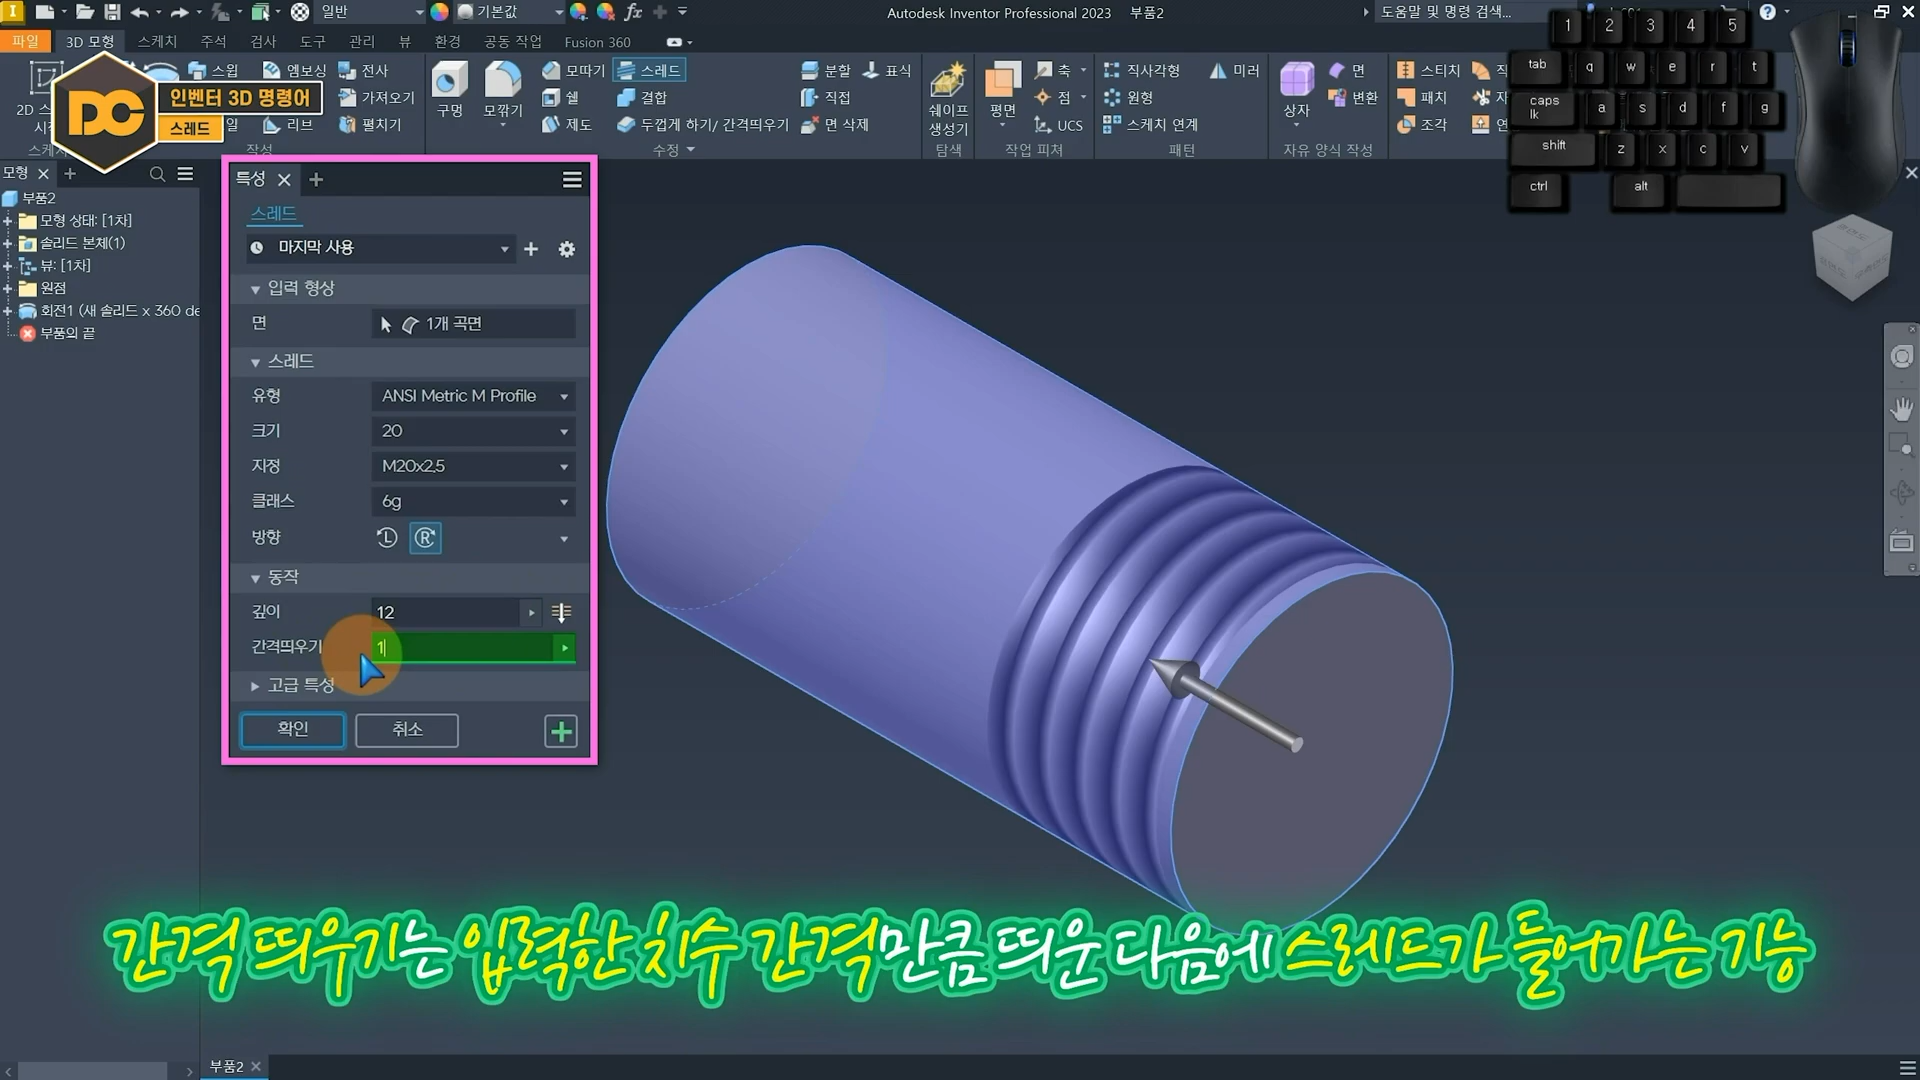 일반
기본값
Autodesk Inventor Professional 2023 부품2
도움말 및 명령 검색...
파일 3D 모형 스케치 주석 검사 도구 관리 뷰 환경 공동 작업 Fusion 360
DC
인벤터 3D 명령어
스레드
스윕
엠보싱
리브
전사
가져오기
펼치기
작성
구멍
모깎기
모따기
쉘
제도
스레드
결합
두껍게 하기/ 간격띄우기
수정
분할
직접
면 삭제
표식
쉐이프
생성기
탐색
평면
축
점
UCS
작업 피쳐
직사각형
원형
스케치 연계
미러
패턴
상자
면
변환
자유 양식 작성
스티치
패치
조각
1 2 3 4 5
tab q w e r t
caps lk a s d f g
shift z x c v
ctrl alt
모형
부품2
모형 상태: [1차]
솔리드 본체(1)
뷰: [1차]
원점
회전1 (새 솔리드 x 360 de
부품의 끝
특성
스레드
마지막 사용
입력 형상
면 1개 곡면
스레드
유형 ANSI Metric M Profile
크기 20
지정 M20x2.5
클래스 6g
방향 L R
동작
깊이 12
간격띄우기 1
고급 특성
확인 취소
간격 띄우기는 입력한 치수 간격만큼 띄운 다음에 스레드가 들어가는 기능
부품2